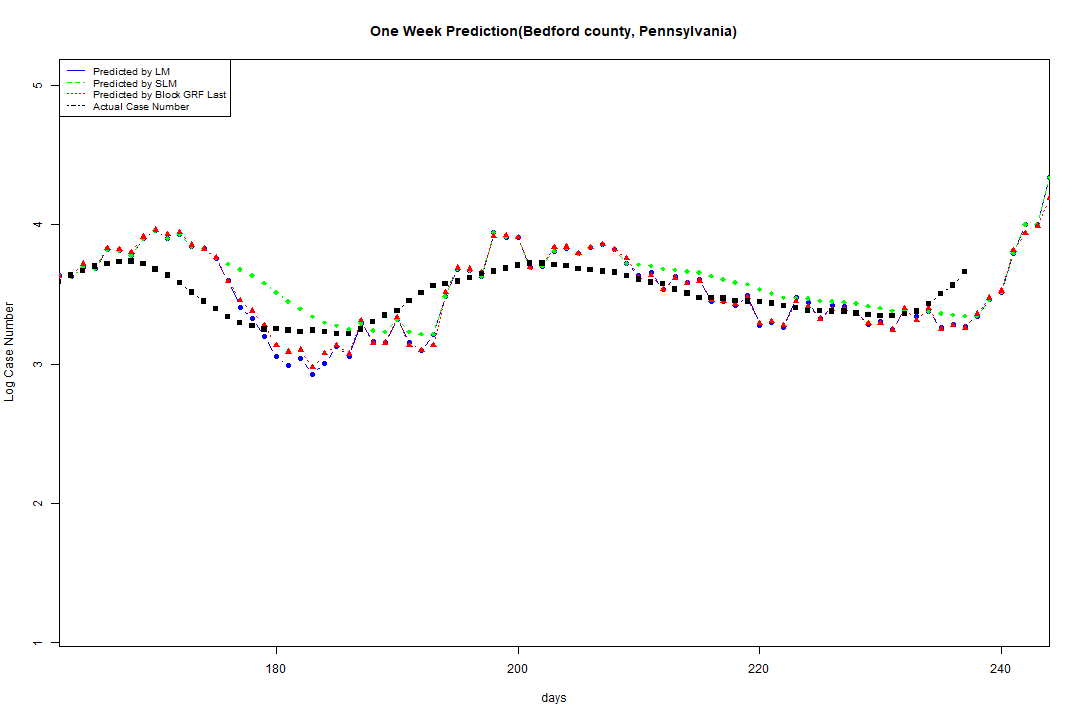 One Week Prediction(Bedford county, Pennsylvania)
Predicted by LM
Predicted by SLM
Predicted by Block GRF Last
Actual Case Number
5
4
3
2
1
Log Case Number
180 200 220 240
days